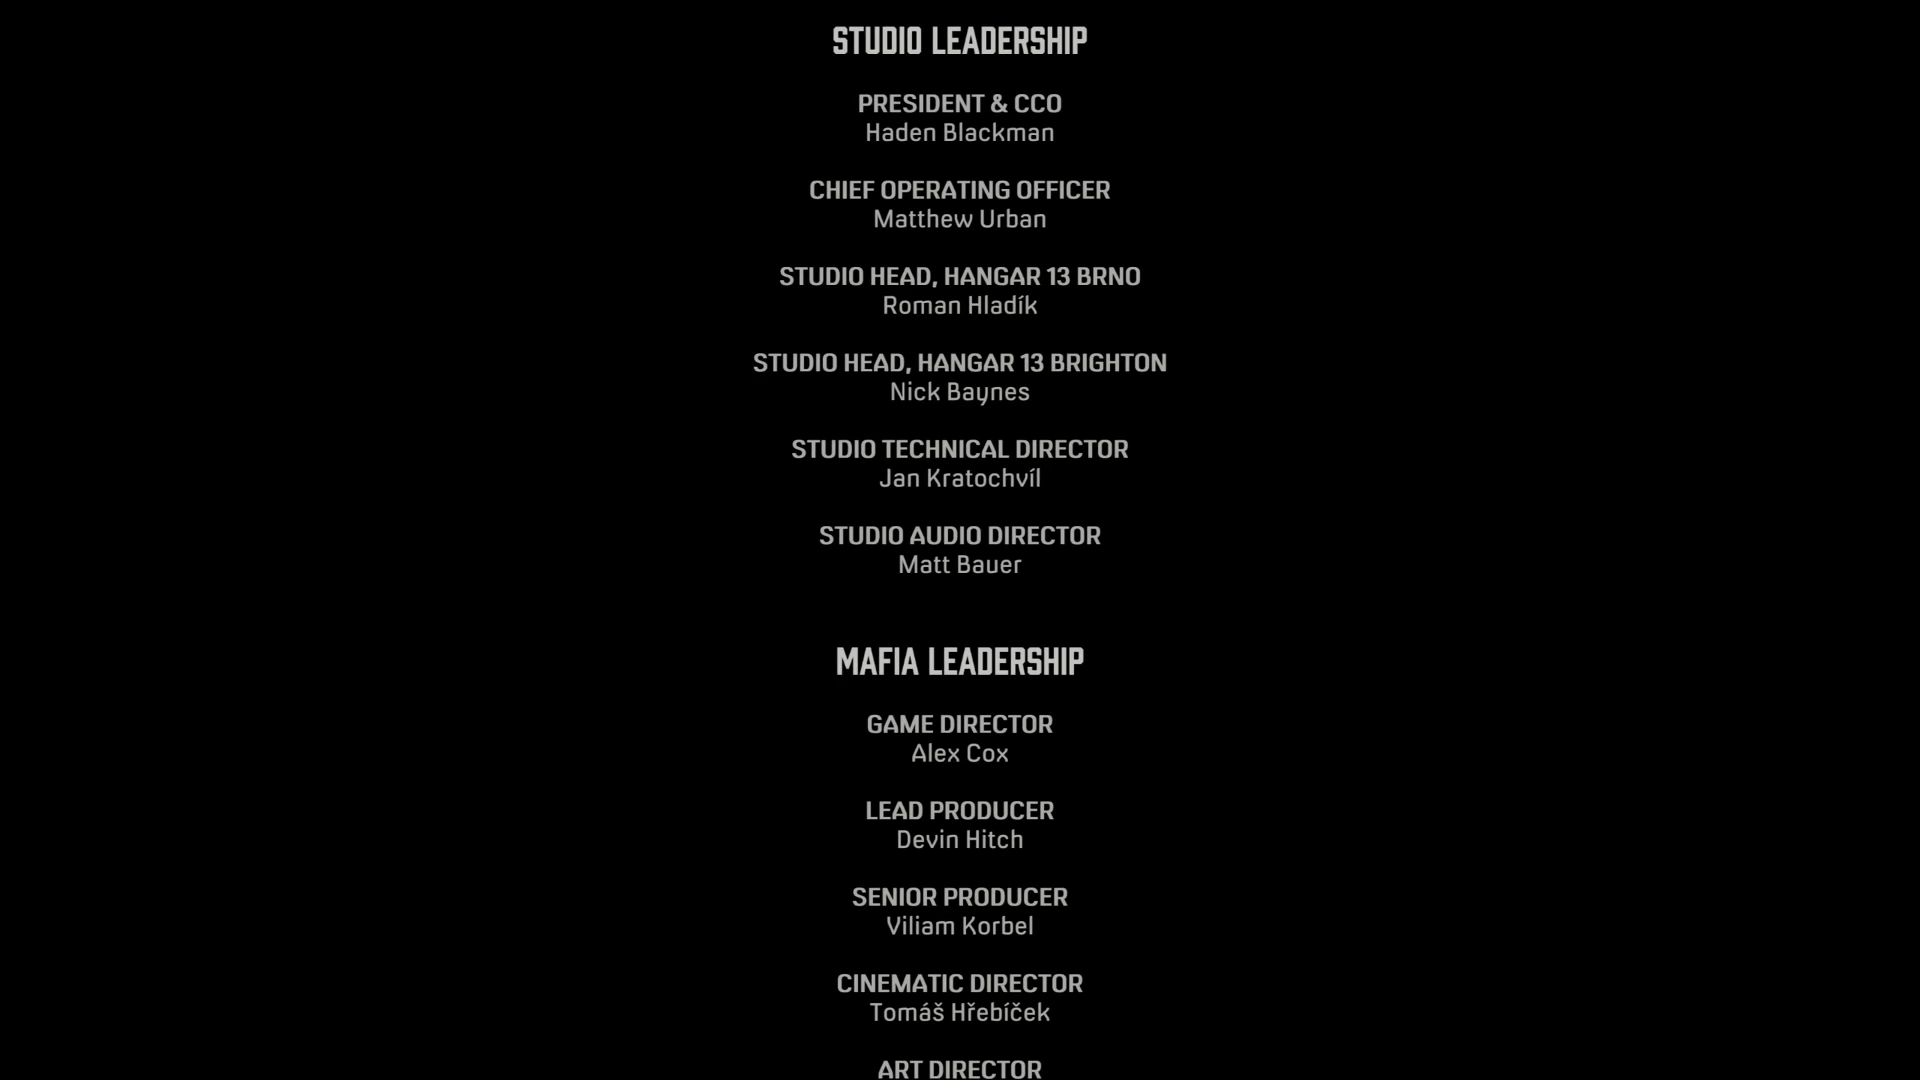 STUDIO LEADERSHIP
PRESIDENT & CCO
Haden Blackman
CHIEF OPERATING OFFICER
Matthew Urban
STUDIO HEAD, HANGAR 13 BRNO
Roman Hladík
STUDIO HEAD, HANGAR 13 BRIGHTON
Nick Baynes
STUDIO TECHNICAL DIRECTOR
Jan Kratochvíl
STUDIO AUDIO DIRECTOR
Matt Bauer
MAFIA LEADERSHIP
GAME DIRECTOR
Alex Cox
LEAD PRODUCER
Devin Hitch
SENIOR PRODUCER
Viliam Korbel
CINEMATIC DIRECTOR
Tomáš Hřebíček
ART DIRECTOR